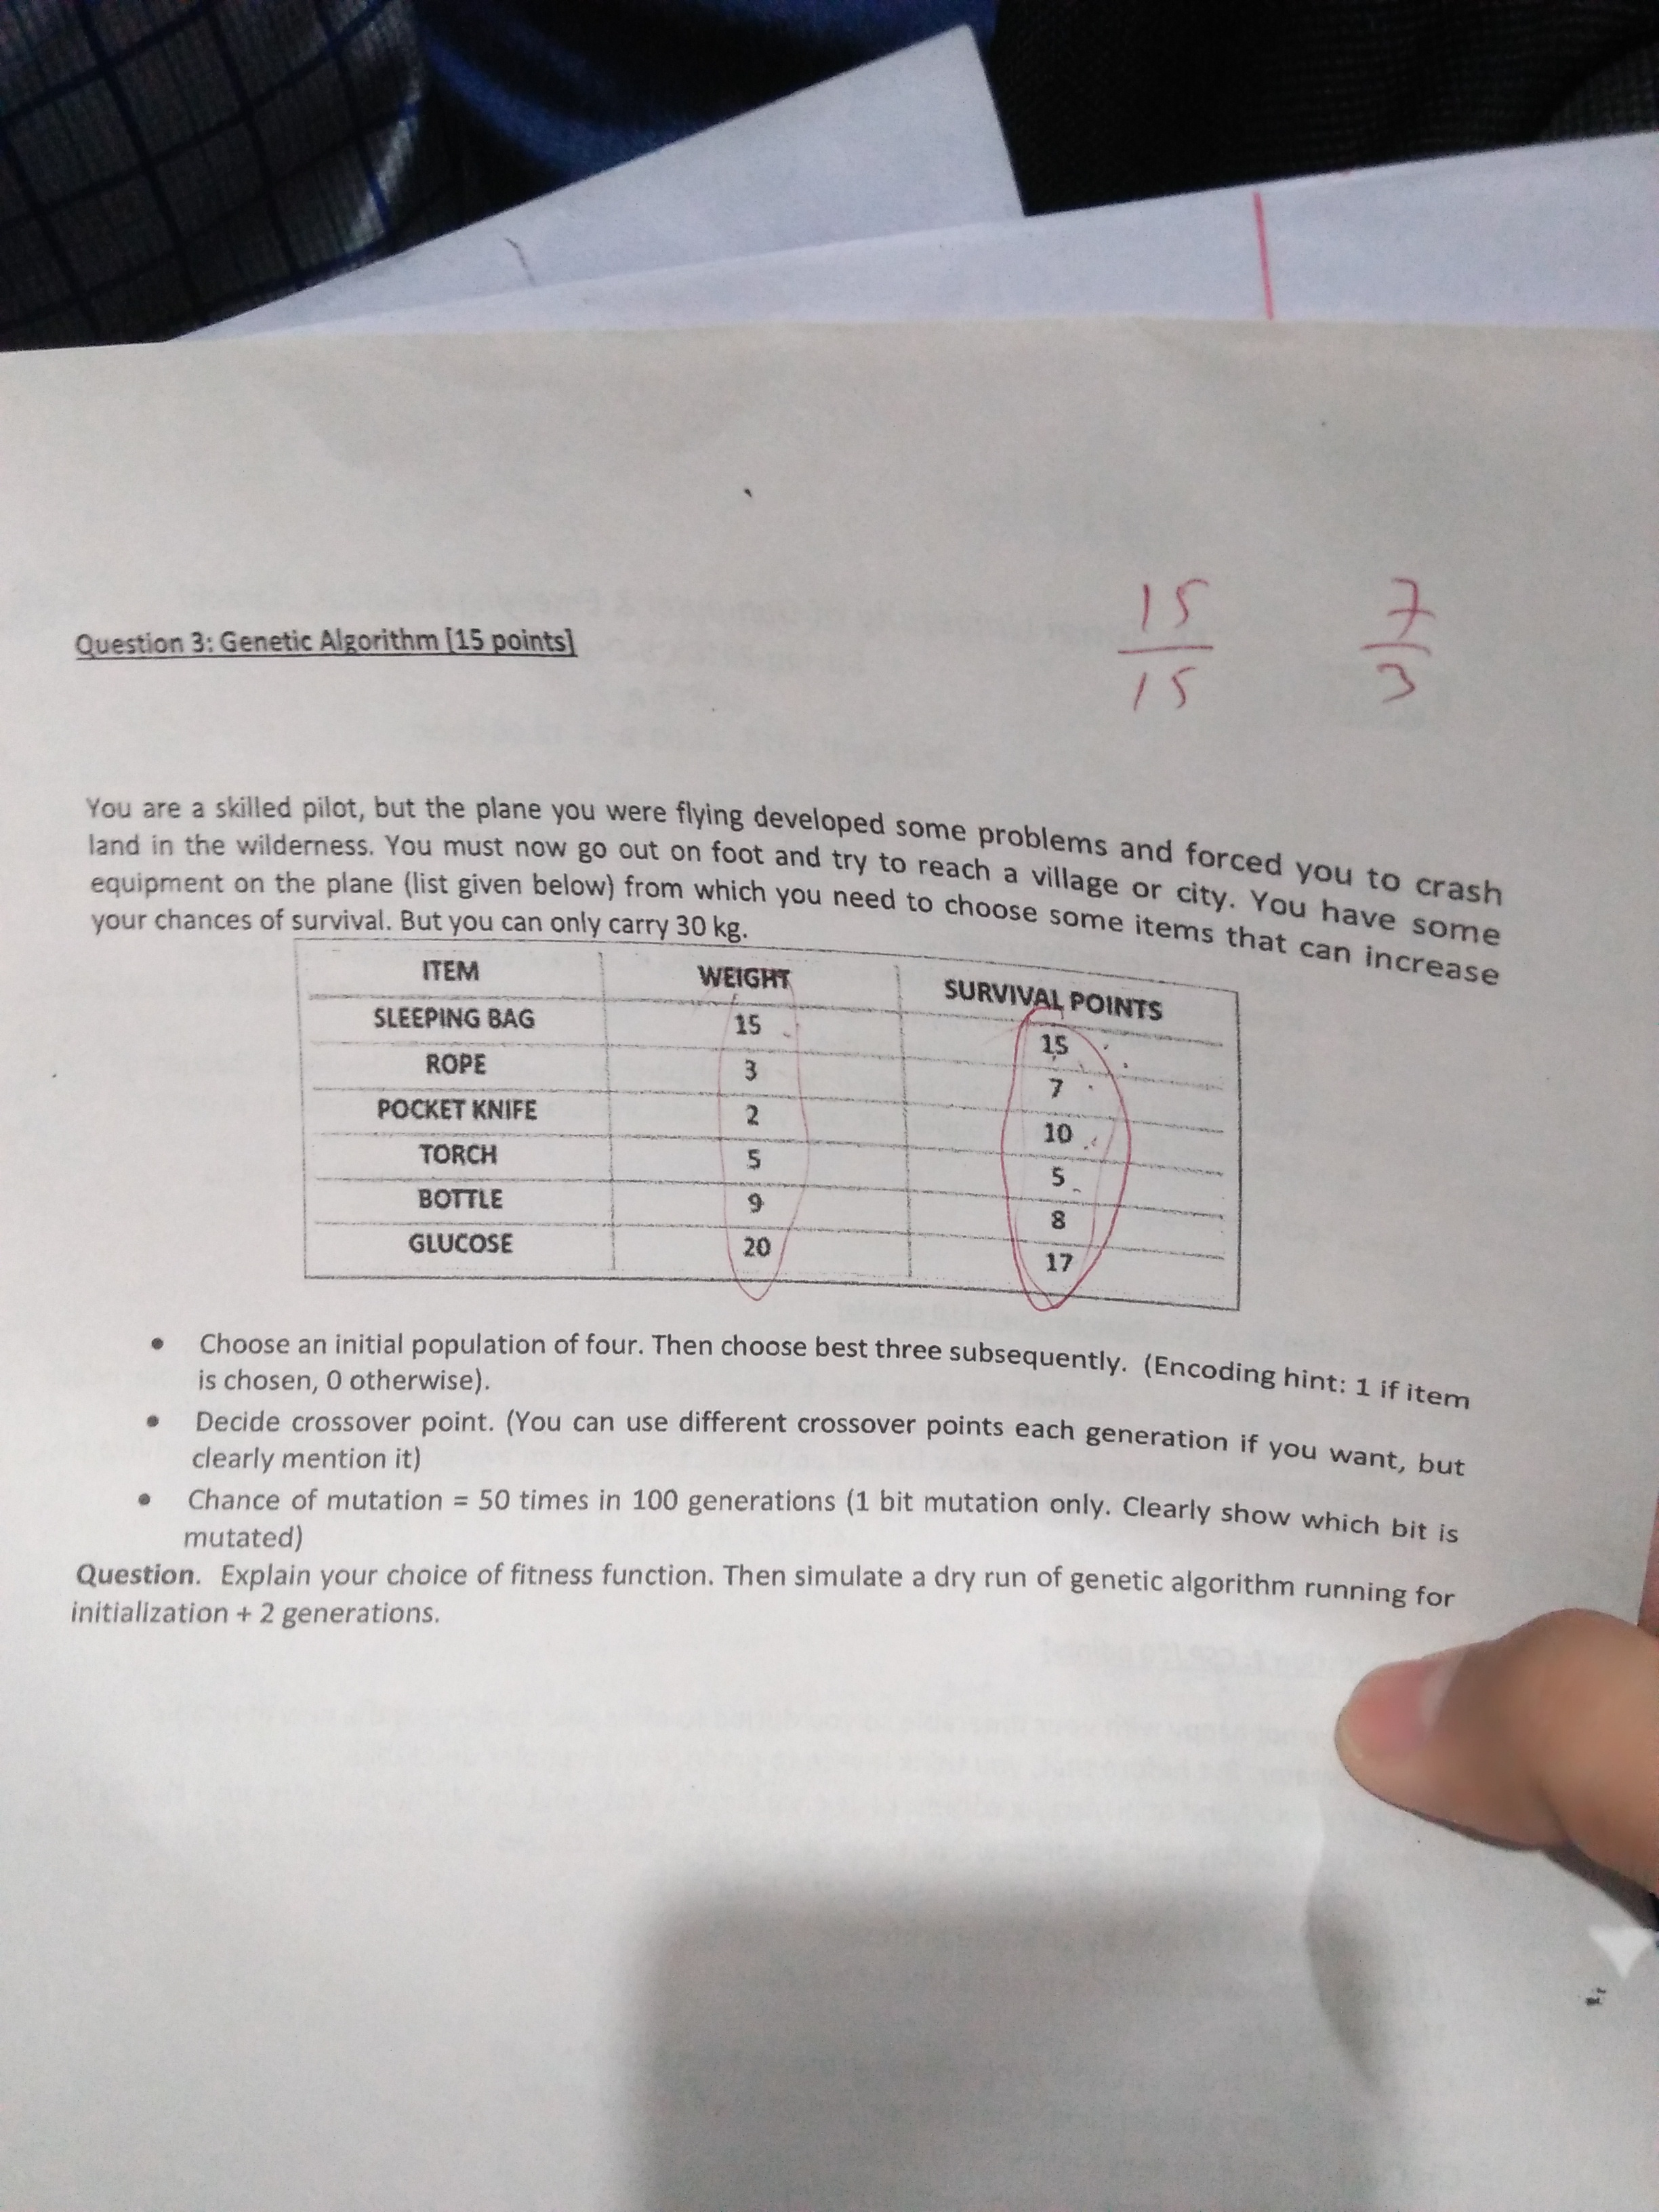 Question 3: Genetic Algorithm [15 points]
15 7
15 3
You are a skilled pilot, but the plane you were flying developed some problems and forced you to crash
land in the wilderness. You must now go out on foot and try to reach a village or city. You have some
equipment on the plane (list given below) from which you need to choose some items that can increase
your chances of survival. But you can only carry 30 kg.
ITEM WEIGHT SURVIVAL POINTS
SLEEPING BAG 15 15
ROPE 3 7
POCKET KNIFE 2 10
TORCH 5 5
BOTTLE 9 8
GLUCOSE 20 17
• Choose an initial population of four. Then choose best three subsequently. (Encoding hint: 1 if item
is chosen, 0 otherwise).
• Decide crossover point. (You can use different crossover points each generation if you want, but
clearly mention it)
• Chance of mutation = 50 times in 100 generations (1 bit mutation only. Clearly show which bit is
mutated)
Question. Explain your choice of fitness function. Then simulate a dry run of genetic algorithm running for
initialization + 2 generations.